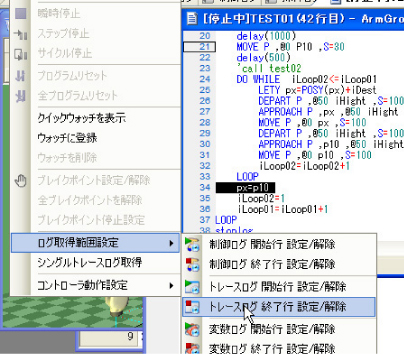 瞬時停止
ステップ停止
サイクル停止
プログラムリセット
全プログラムリセット
クイックウォッチを表示
ウォッチに登録
ウォッチを削除
ブレイクポイント設定/解除
全ブレイクポイントを解除
ブレイクポイント停止設定
ログ取得範囲設定
シングルトレースログ取得
コントローラ動作設定
9
[停止中]TEST01(42行目) - ArmGro
20 delay(1000)
21 MOVE P ,@0 P10 ,S=30
22 delay(500)
23 'call test02
24 DO WHILE iLoop02<=iLoop01
25 LETY px=POSY(px)+iDest
26 DEPART P ,@50 iHight ,S=100
27 APPROACH P ,px ,@50 iHight
28 MOVE P ,@0 px ,S=100
29 DEPART P ,@50 iHight ,S=100
30 APPROACH P ,p10 ,@50 iHight
31 MOVE P ,@0 p10 ,S=100
32 iLoop02=iLoop02+1
33 LOOP
34 px=p10
35 iLoop02=1
36 iLoop01=iLoop01+1
37 LOOP
38 stoplog
制御ログ 開始行 設定/解除
制御ログ 終了行 設定/解除
トレースログ 開始行 設定/解除
トレースログ 終了行 設定/解除
変数ログ 開始行 設定/解除
変数ログ 終了行 設定/解除